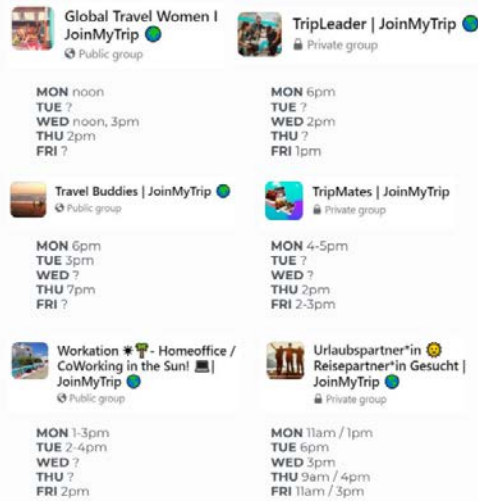 Global Travel Women I
JoinMyTrip 🌍
Public group
MON noon
TUE ?
WED noon, 3pm
THU 2pm
FRI ?
TripLeader | JoinMyTrip 🌍
Private group
MON 6pm
TUE ?
WED 2pm
THU ?
FRI 1pm
Travel Buddies | JoinMyTrip 🌍
Public group
MON 6pm
TUE 3pm
WED ?
THU 7pm
FRI ?
TripMates | JoinMyTrip
Private group
MON 4-5pm
TUE ?
WED ?
THU 2pm
FRI 2-3pm
Workation ☀️🌴- Homeoffice /
CoWorking in the Sun! 💻|
JoinMyTrip 🌍
Public group
MON 1-3pm
TUE 2-4pm
WED ?
THU ?
FRI 2pm
Urlaubspartner*in 🌞
Reisepartner*in Gesucht |
JoinMyTrip 🌍
Private group
MON 11am / 1pm
TUE 6pm
WED 3pm
THU 9am / 4pm
FRI 11am / 3pm